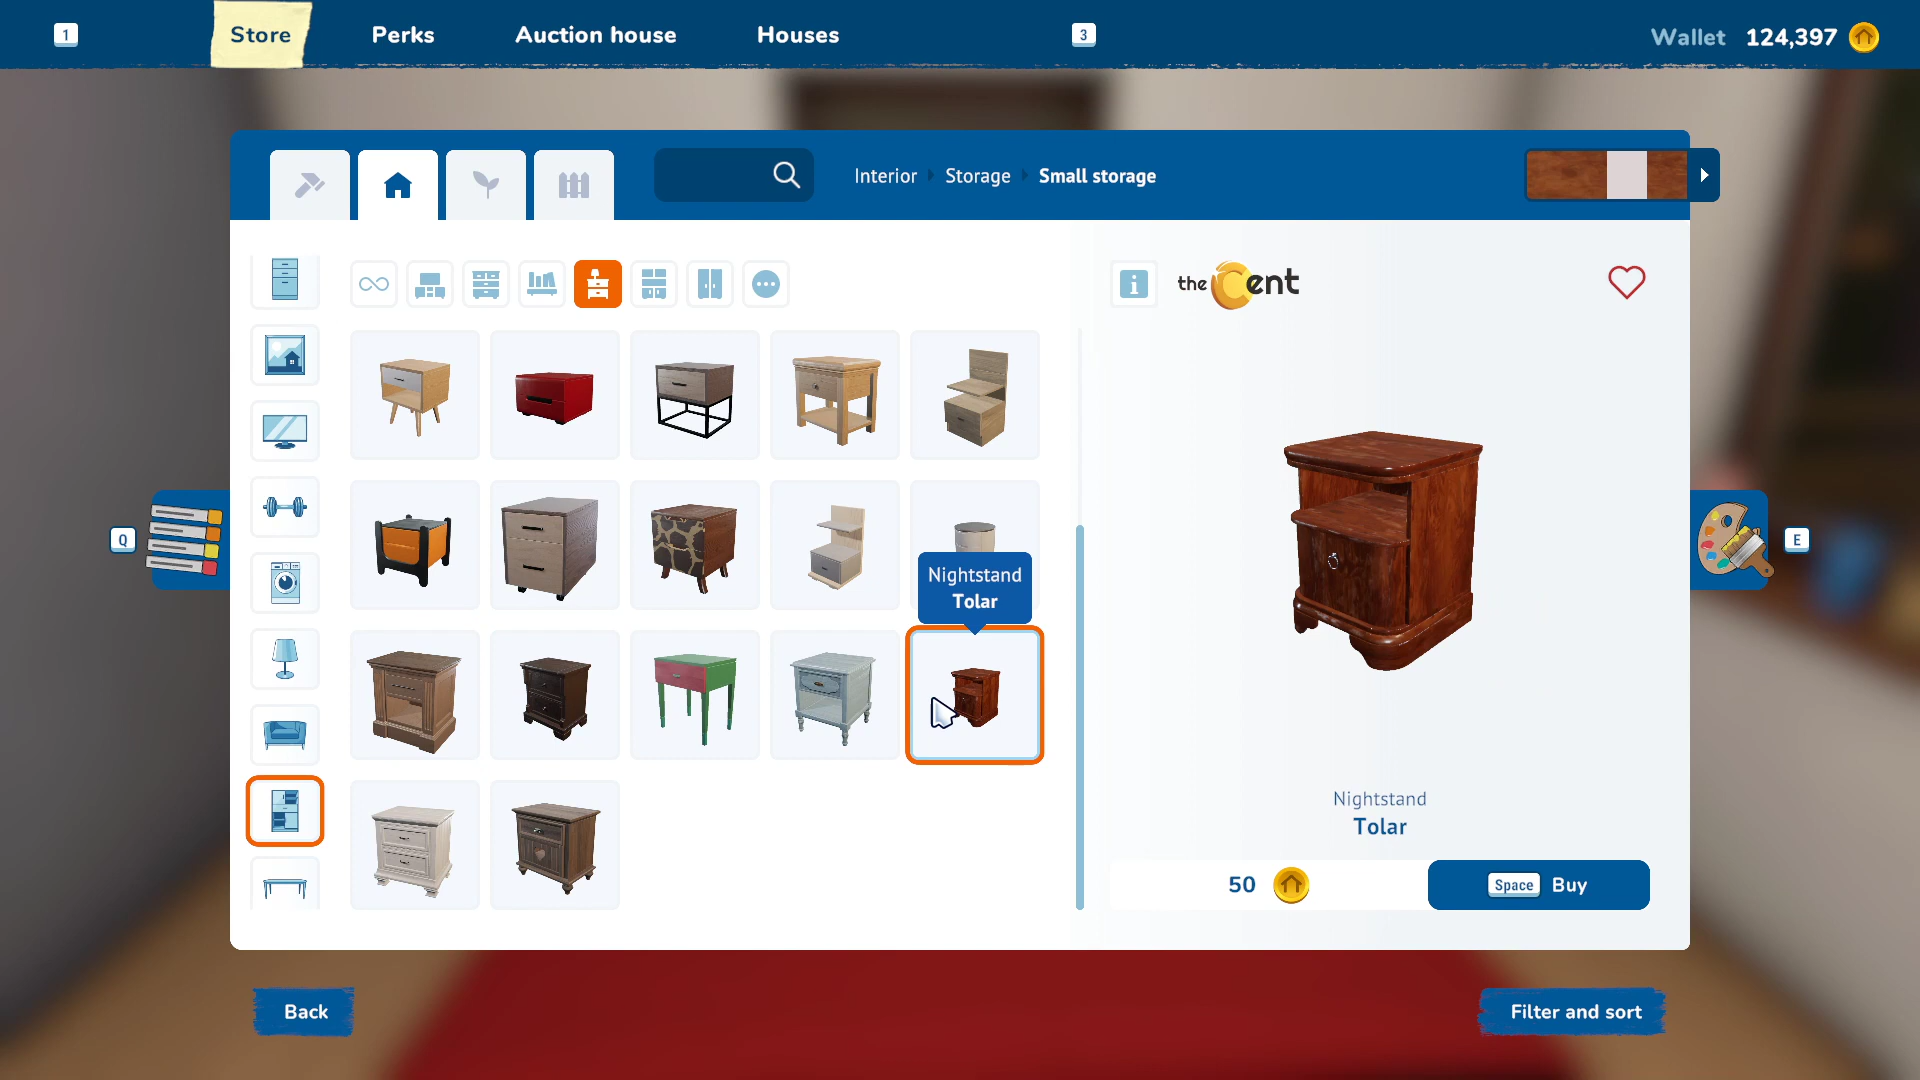 1
Store
Perks
Auction house
Houses
3
Wallet 124,397
Interior
Storage
Small storage
i
the Cent
Q
E
Nightstand
Tolar
Nightstand
Tolar
50
Space
Buy
Back
Filter and sort